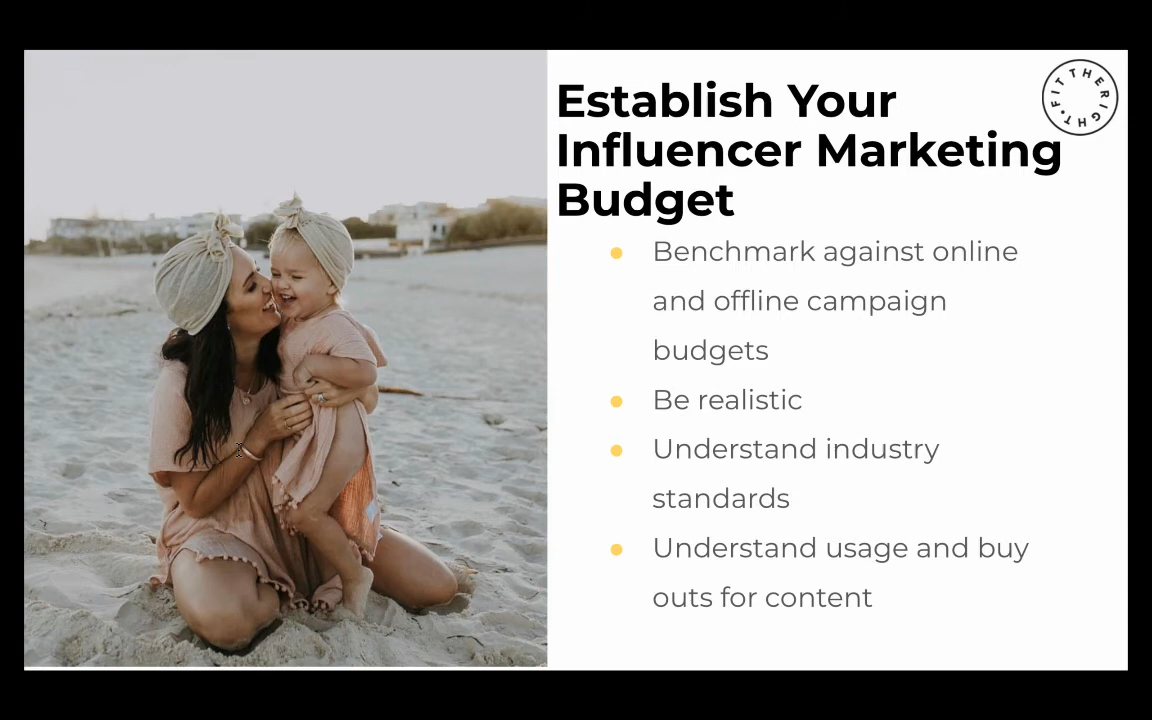 Establish Your
Influencer Marketing
Budget
FIT THE RIGHT
• Benchmark against online
and offline campaign
budgets
• Be realistic
• Understand industry
standards
• Understand usage and buy
outs for content